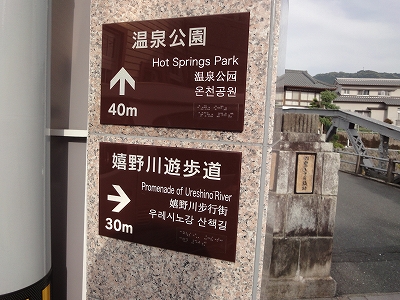 温泉公園
Hot Springs Park
温泉公园
온천공원
40m
嬉野川遊歩道
Promenade of Ureshino River
嬉野川步行街
우레시노강 산책길
30m